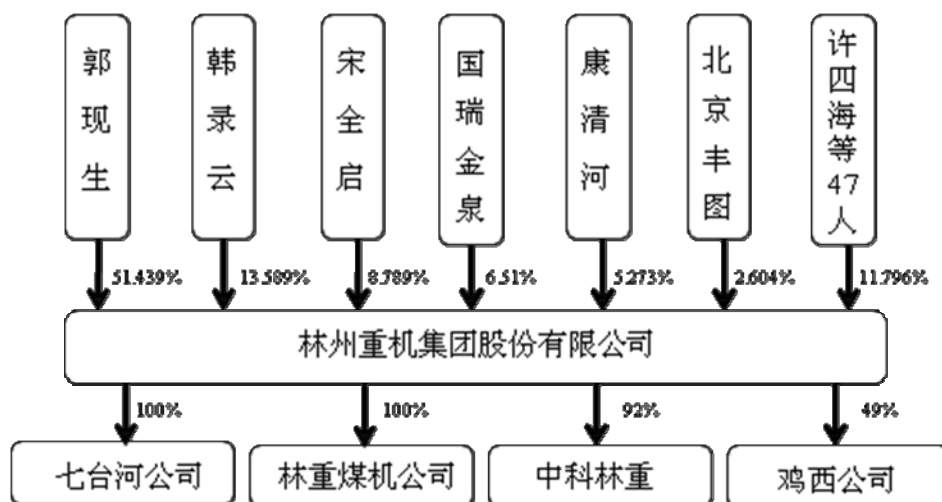 郭现生
韩录云
宋全启
国瑞金泉
康清河
北京丰图
许四海等47人
51.439%
13.589%
8.789%
6.51%
5.273%
2.604%
11.796%
林州重机集团股份有限公司
100%
100%
92%
49%
七台河公司
林重煤机公司
中科林重
鸡西公司